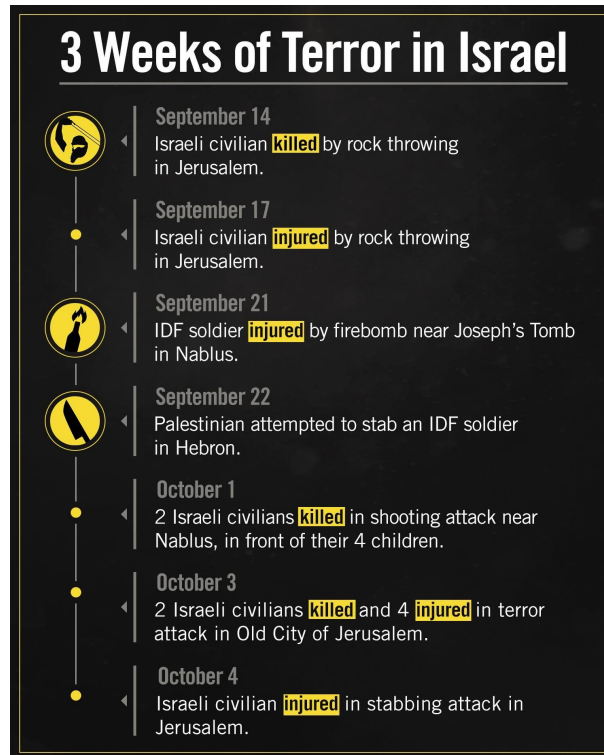 3 Weeks of Terror in Israel
September 14
Israeli civilian killed by rock throwing
in Jerusalem.
September 17
Israeli civilian injured by rock throwing
in Jerusalem.
September 21
IDF soldier injured by firebomb near Joseph's Tomb
in Nablus.
September 22
Palestinian attempted to stab an IDF soldier
in Hebron.
October 1
2 Israeli civilians killed in shooting attack near
Nablus, in front of their 4 children.
October 3
2 Israeli civilians killed and 4 injured in terror
attack in Old City of Jerusalem.
October 4
Israeli civilian injured in stabbing attack in
Jerusalem.